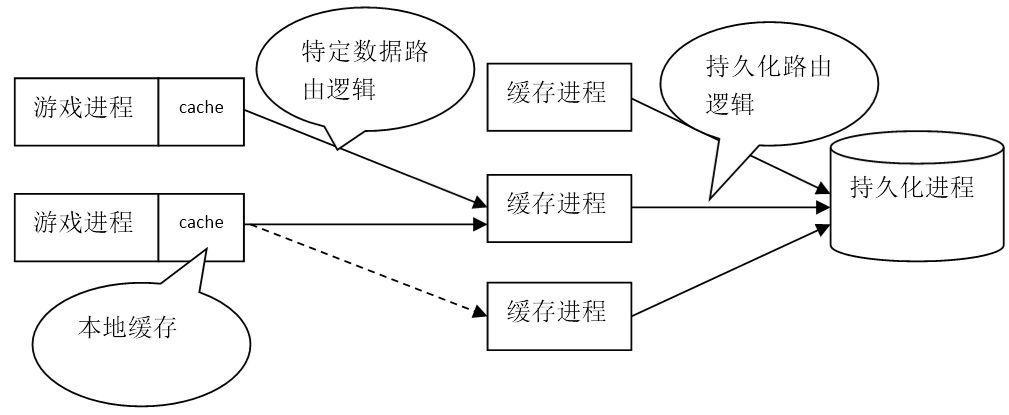 特定数据路
由逻辑
持久化路由
逻辑
游戏进程
cache
缓存进程
持久化进程
游戏进程
cache
缓存进程
本地缓存
缓存进程